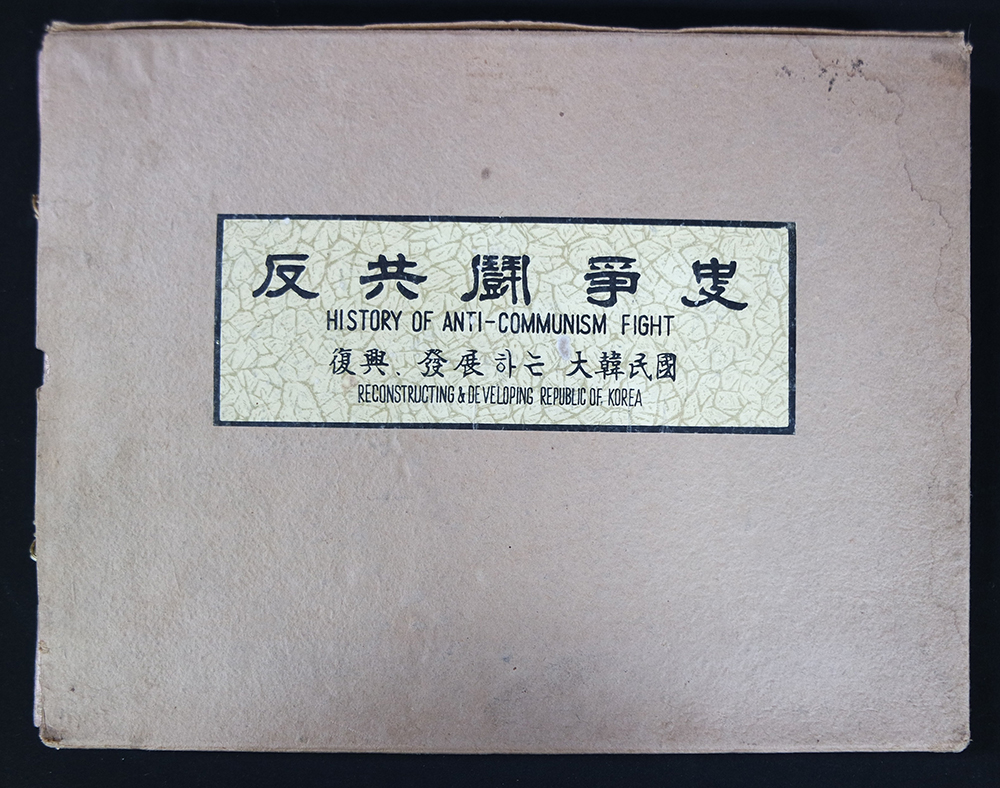 反共鬪爭史
HISTORY OF ANTI-COMMUNISM FIGHT
復興、發展하는 大韓民國
RECONSTRUCTING & DEVELOPING REPUBLIC OF KOREA